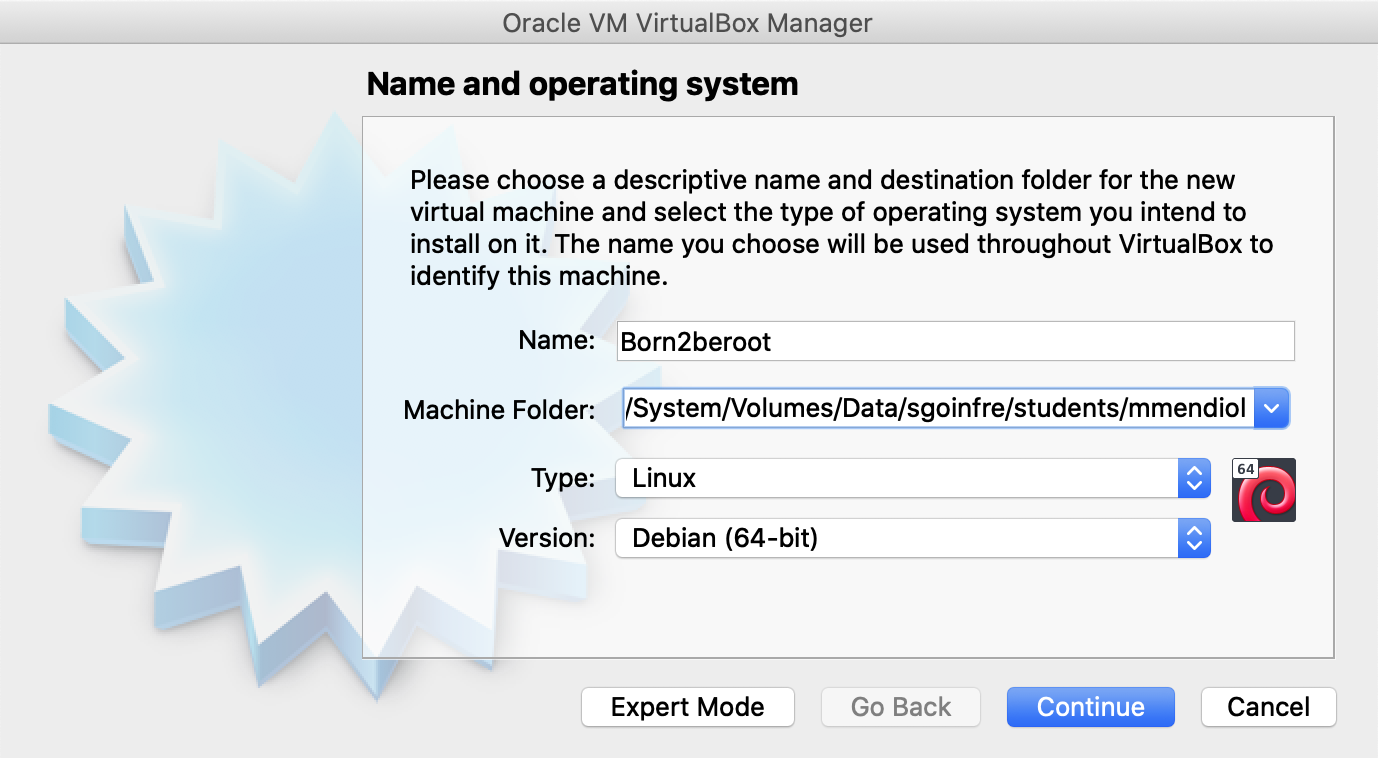 Oracle VM VirtualBox Manager
Name and operating system
Please choose a descriptive name and destination folder for the new
virtual machine and select the type of operating system you intend to
install on it. The name you choose will be used throughout VirtualBox to
identify this machine.
Name: Born2beroot
Machine Folder: /System/Volumes/Data/sgoinfre/students/mmendiol
Type: Linux
64
Version: Debian (64-bit)
Expert Mode Go Back Continue Cancel